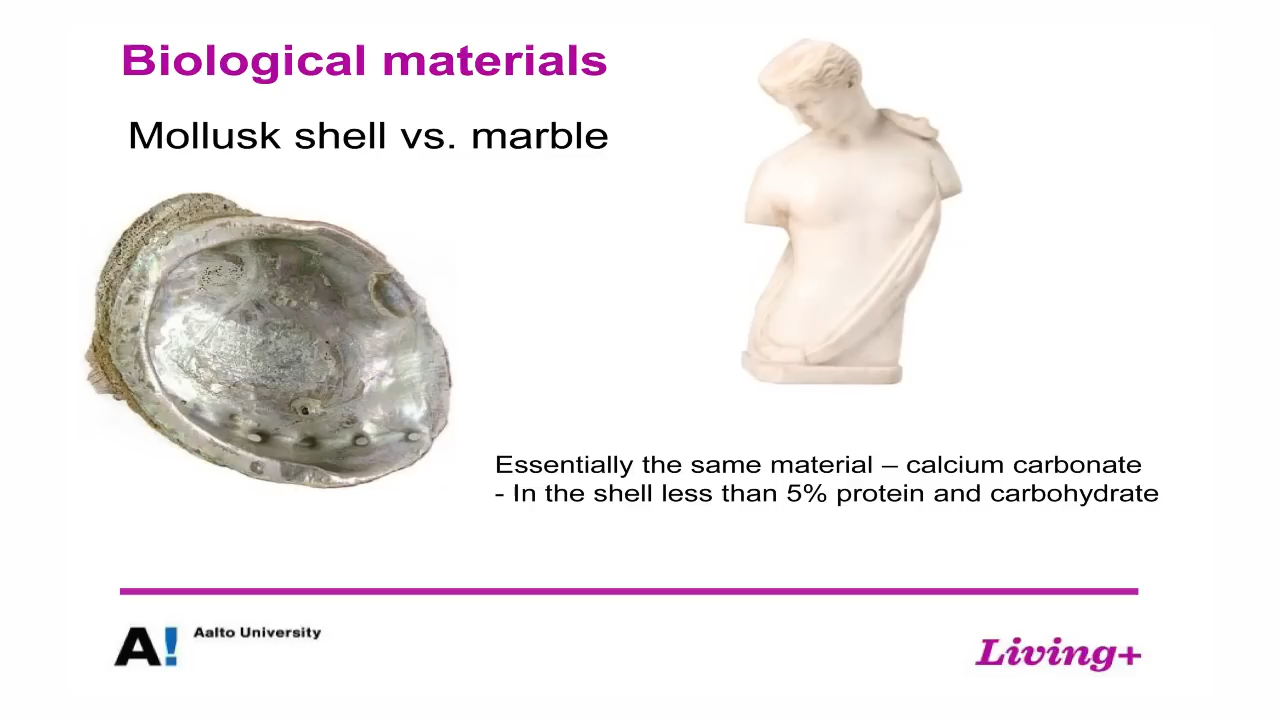 Biological materials
Mollusk shell vs. marble
Essentially the same material – calcium carbonate
- In the shell less than 5% protein and carbohydrate
A! Aalto University
Living+